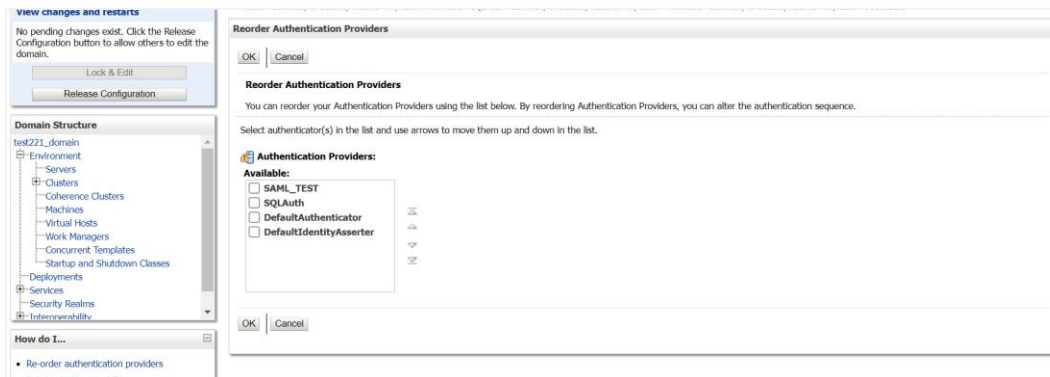 View changes and restarts
No pending changes exist. Click the Release
Configuration button to allow others to edit the
domain.
Lock & Edit
Release Configuration
Domain Structure
test221_domain
Environment
Servers
Clusters
Coherence Clusters
Machines
Virtual Hosts
Work Managers
Concurrent Templates
Startup and Shutdown Classes
Deployments
Services
Security Realms
Interoperability
How do I...
Re-order authentication providers
Reorder Authentication Providers
OK Cancel
Reorder Authentication Providers
You can reorder your Authentication Providers using the list below. By reordering Authentication Providers, you can alter the authentication sequence.
Select authenticator(s) in the list and use arrows to move them up and down in the list.
Authentication Providers:
Available:
SAML_TEST
SQLAuth
DefaultAuthenticator
DefaultIdentityAsserter
OK Cancel